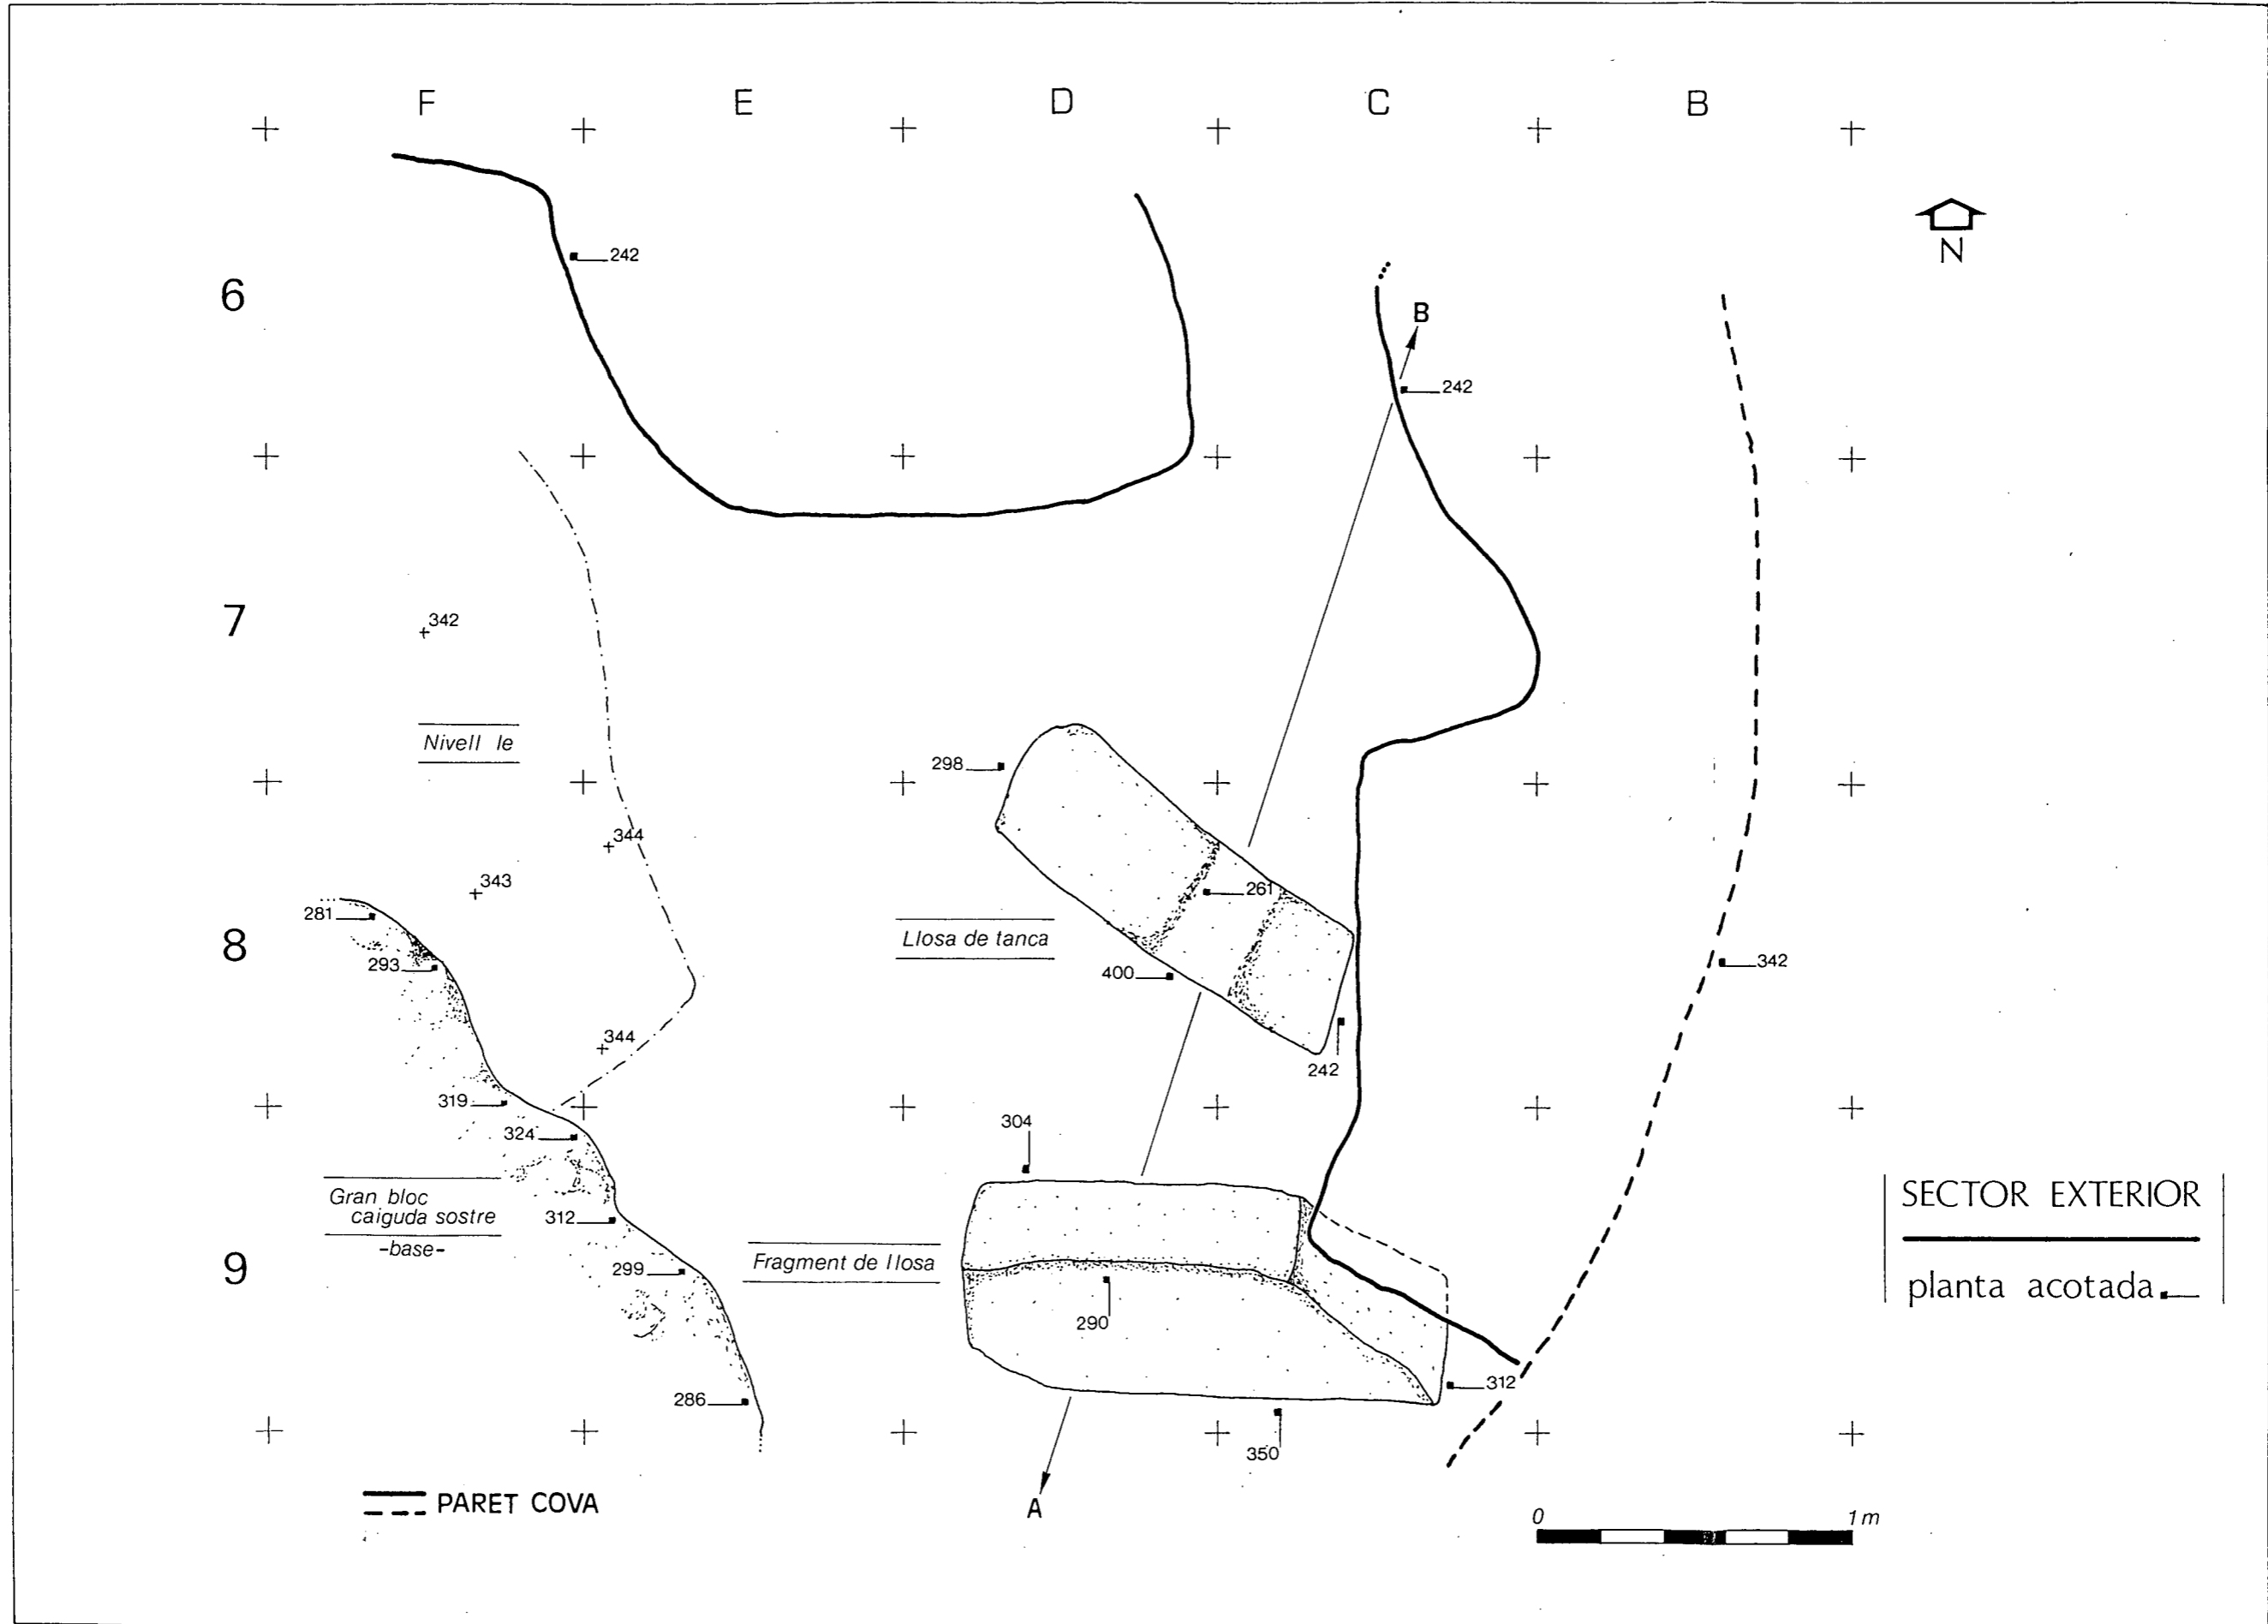 F E D C B
N
242
6
B
242
342
7
Nivell Ie
298
344
343
261
281
Llosa de tanca
8
342
293
400
344
242
319
304
324
SECTOR EXTERIOR
Gran bloc
caiguda sostre
312
-base-
Fragment de llosa
9
299
planta acotada
290
312
286
350
PARET COVA
A
0 1 m